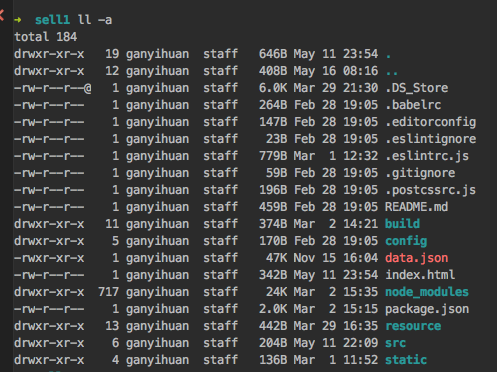 ➜ sell1 ll -a
total 184
drwxr-xr-x 19 ganyihuan staff 646B May 11 23:54 .
drwxr-xr-x 12 ganyihuan staff 408B May 16 08:16 ..
-rw-r--r--@ 1 ganyihuan staff 6.0K Mar 29 21:30 .DS_Store
-rw-r--r-- 1 ganyihuan staff 264B Feb 28 19:05 .babelrc
-rw-r--r-- 1 ganyihuan staff 147B Feb 28 19:05 .editorconfig
-rw-r--r-- 1 ganyihuan staff 23B Feb 28 19:05 .eslintignore
-rw-r--r-- 1 ganyihuan staff 779B Mar 1 12:32 .eslintrc.js
-rw-r--r-- 1 ganyihuan staff 59B Feb 28 19:05 .gitignore
-rw-r--r-- 1 ganyihuan staff 196B Feb 28 19:05 .postcssrc.js
-rw-r--r-- 1 ganyihuan staff 459B Feb 28 19:05 README.md
drwxr-xr-x 11 ganyihuan staff 374B Mar 2 14:21 build
drwxr-xr-x 5 ganyihuan staff 170B Feb 28 19:05 config
-rwxr-xr-x 1 ganyihuan staff 47K Nov 15 16:04 data.json
-rw-r--r-- 1 ganyihuan staff 342B May 11 23:54 index.html
drwxr-xr-x 717 ganyihuan staff 24K Mar 2 15:35 node_modules
-rw-r--r-- 1 ganyihuan staff 2.0K Mar 2 15:15 package.json
drwxr-xr-x 13 ganyihuan staff 442B Mar 29 16:35 resource
drwxr-xr-x 6 ganyihuan staff 204B May 11 22:09 src
drwxr-xr-x 4 ganyihuan staff 136B Mar 1 11:52 static